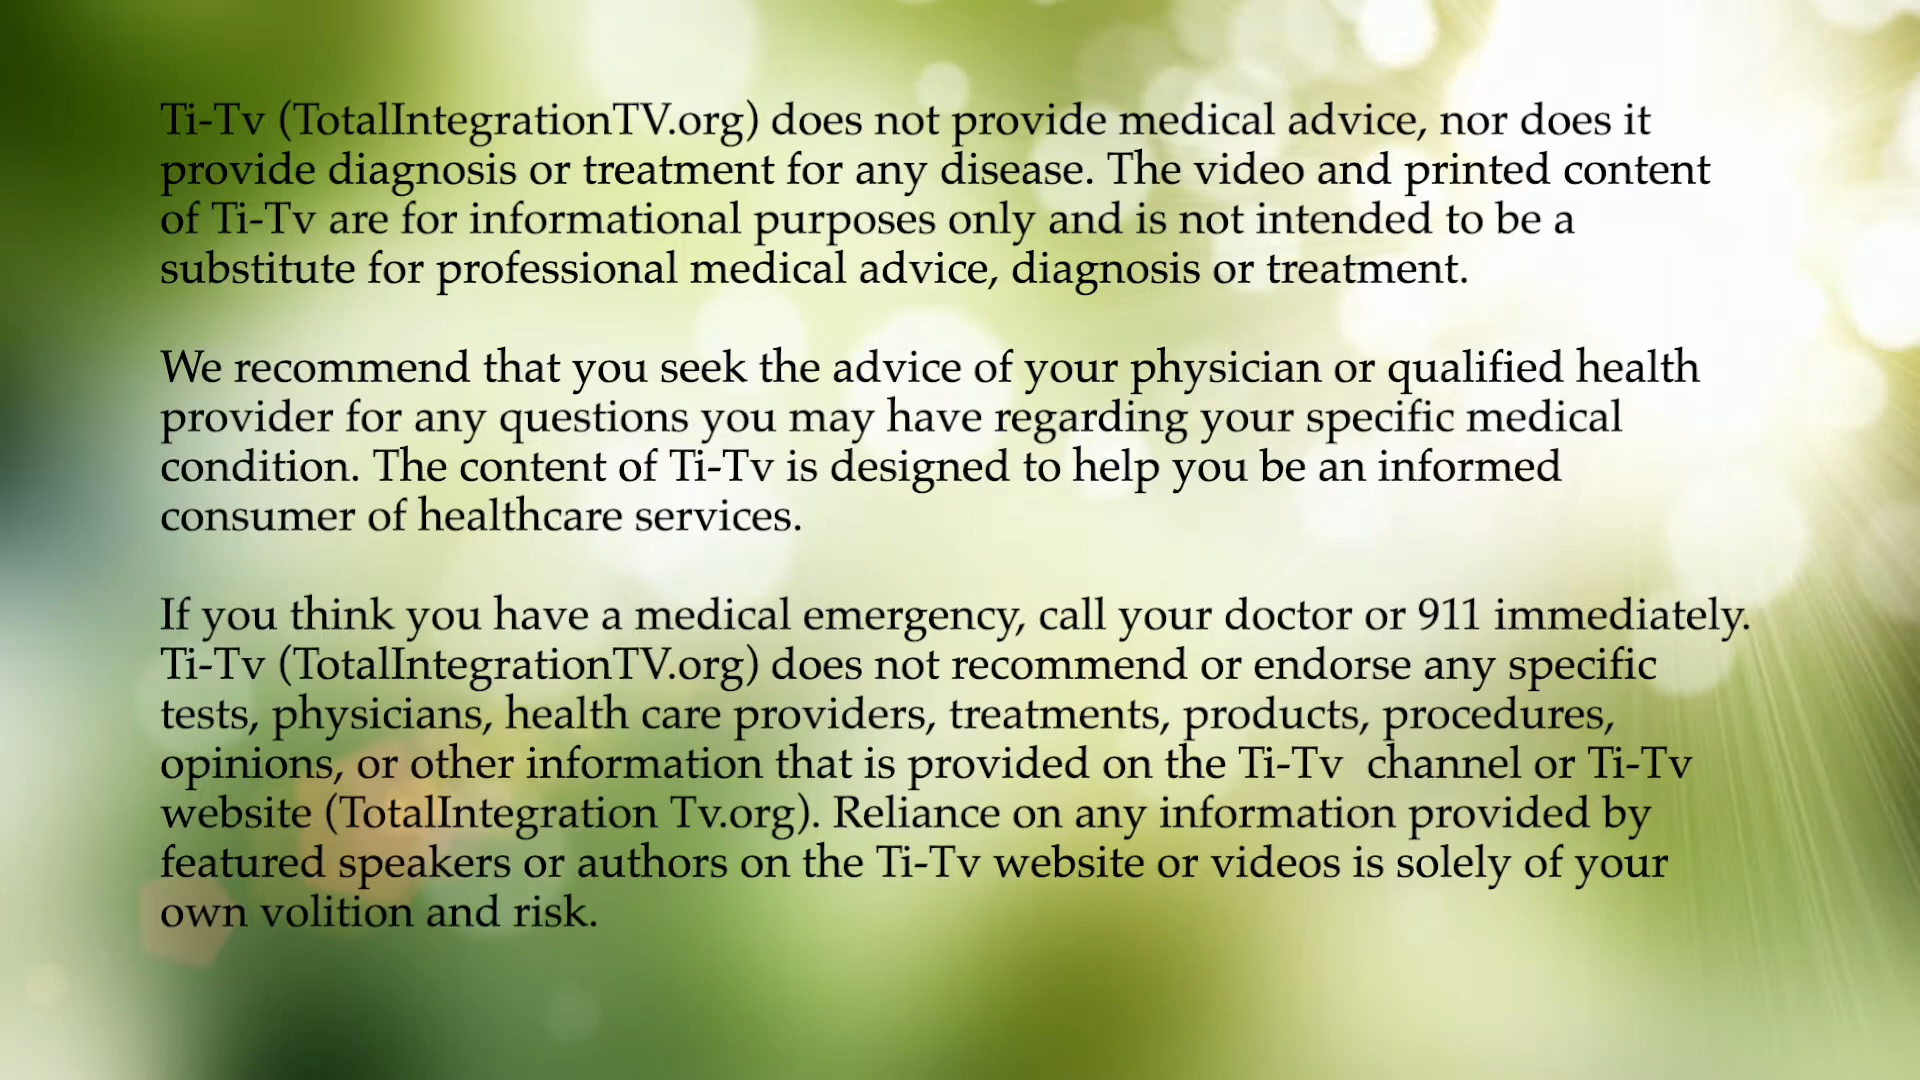 Ti-Tv (TotalIntegrationTV.org) does not provide medical advice, nor does it
provide diagnosis or treatment for any disease. The video and printed content
of Ti-Tv are for informational purposes only and is not intended to be a
substitute for professional medical advice, diagnosis or treatment.
We recommend that you seek the advice of your physician or qualified health
provider for any questions you may have regarding your specific medical
condition. The content of Ti-Tv is designed to help you be an informed
consumer of healthcare services.
If you think you have a medical emergency, call your doctor or 911 immediately.
Ti-Tv (TotalIntegrationTV.org) does not recommend or endorse any specific
tests, physicians, health care providers, treatments, products, procedures,
opinions, or other information that is provided on the Ti-Tv  channel or Ti-Tv
website (TotalIntegration Tv.org). Reliance on any information provided by
featured speakers or authors on the Ti-Tv website or videos is solely of your
own volition and risk.